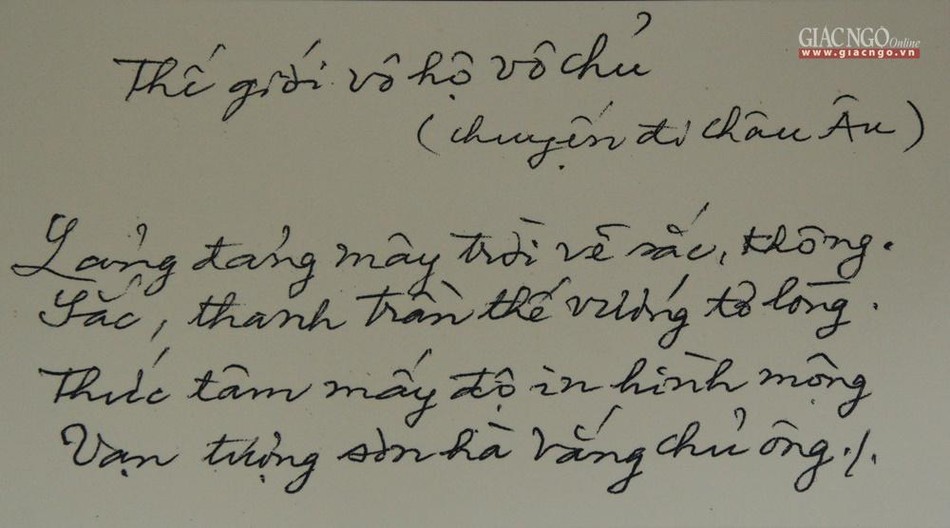 GIÁC NGỘ Online
www.giacngo.vn
Thế giới vô hộ vô chủ
(chuyến đi châu Âu)
Lảng đảng mây trời vẽ sắc, không.
Sắc, thanh trần thế vướng tơ lòng.
Thức tâm mấy độ in hình mộng
Vạn tượng sơn hà vắng chủ ông./.